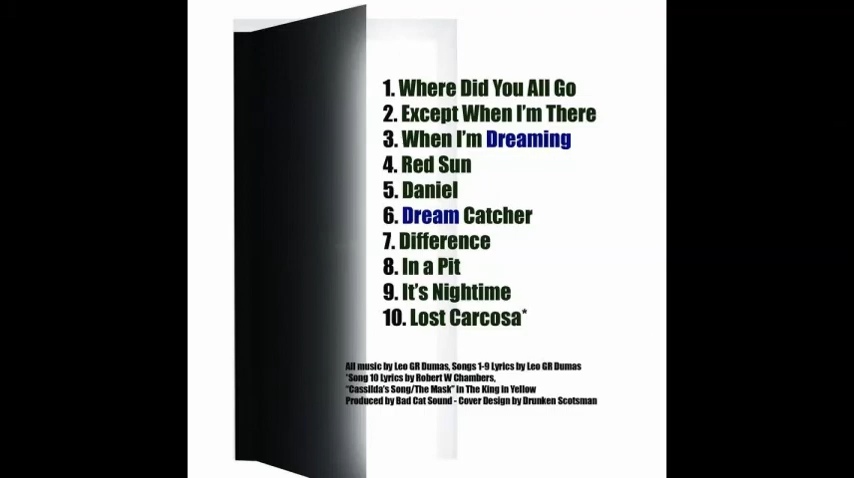 1. Where Did You All Go
2. Except When I'm There
3. When I'm Dreaming
4. Red Sun
5. Daniel
6. Dream Catcher
7. Difference
8. In a Pit
9. It's Nightime
10. Lost Carcosa*
All music by Leo GR Dumas, Songs 1-9 Lyrics by Leo GR Dumas
*Song 10 Lyrics by Robert W Chambers,
"Cassilda's Song/The Mask" in The King in Yellow
Produced by Bad Cat Sound - Cover Design by Drunken Scotsman